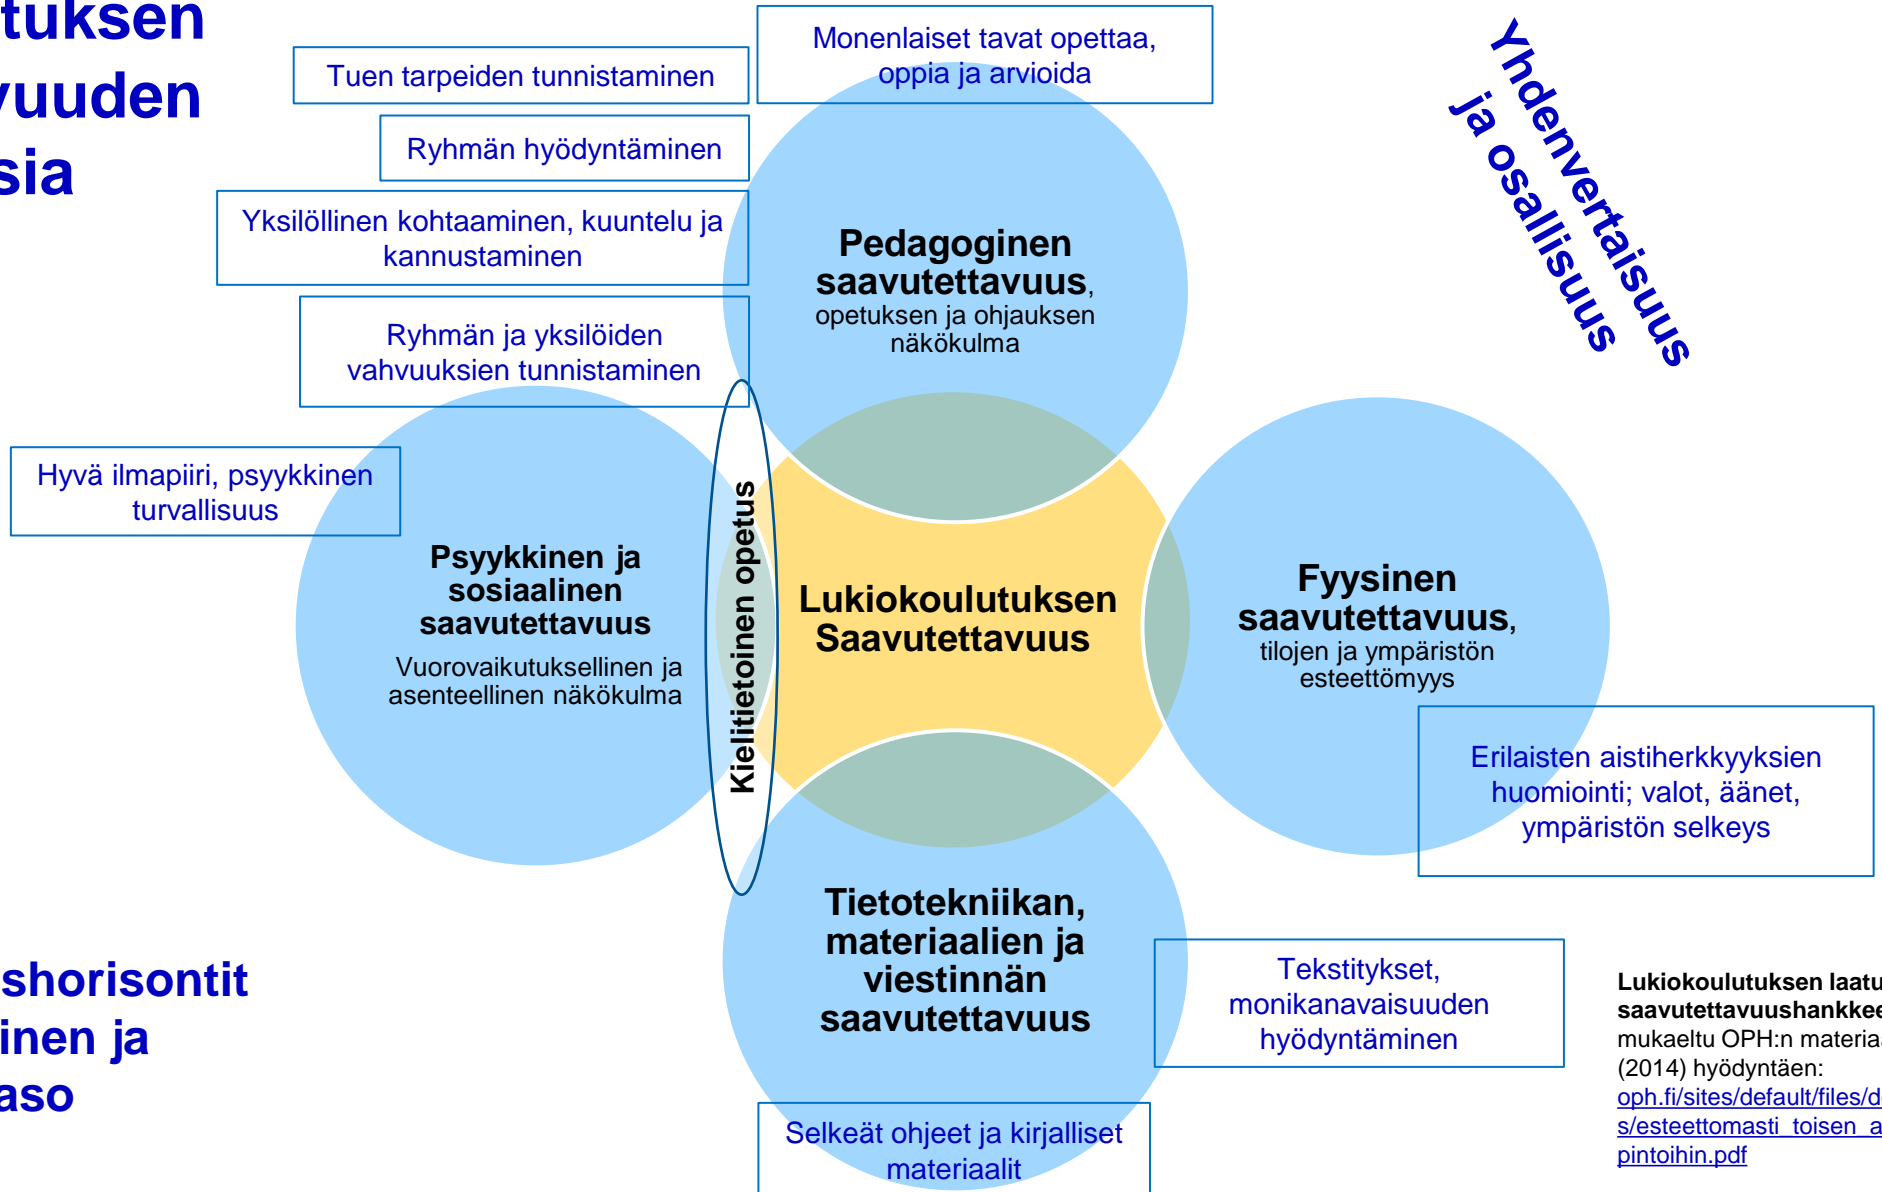 tuksen
vuuden
sia
Tuen tarpeiden tunnistaminen
Monenlaiset tavat opettaa,
oppia ja arvioida
Yhdenvertaisuus
ja osallisuus
Ryhmän hyödyntäminen
Yksilöllinen kohtaaminen, kuuntelu ja
kannustaminen
Ryhmän ja yksilöiden
vahvuuksien tunnistaminen
Pedagoginen
saavutettavuus,
opetuksen ja ohjauksen
näkökulma
Hyvä ilmapiiri, psyykkinen
turvallisuus
Psyykkinen ja
sosiaalinen
saavutettavuus
Vuorovaikutuksellinen ja
asenteellinen näkökulma
Kielitietoinen opetus
Lukiokoulutuksen
Saavutettavuus
Fyysinen
saavutettavuus,
tilojen ja ympäristön
esteettömyys
Erilaisten aistiherkkyyksien
huomiointi; valot, äänet,
ympäristön selkeys
Tietotekniikan,
materiaalien ja
viestinnän
saavutettavuus
Tekstitykset,
monikanavaisuuden
hyödyntäminen
Selkeät ohjeet ja kirjalliset
materiaalit
shorisontit
inen ja
aso
Lukiokoulutuksen laatu
saavutettavuushankkee
mukaeltu OPH:n materiaa
(2014) hyödyntäen:
oph.fi/sites/default/files/d
s/esteettomasti_toisen_a
pintoihin.pdf